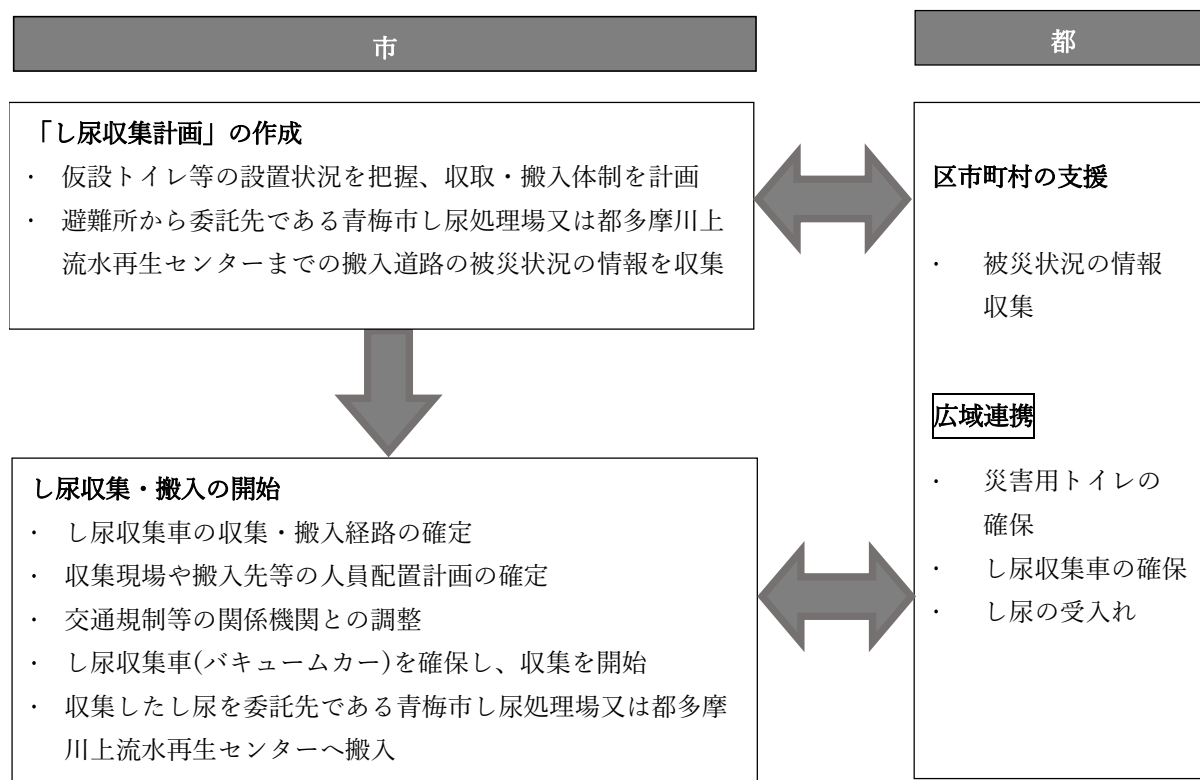 市
「し尿収集計画」の作成
・ 仮設トイレ等の設置状況を把握、収取・搬入体制を計画
・ 避難所から委託先である青梅市し尿処理場又は都多摩川上
流水再生センターまでの搬入道路の被災状況の情報を収集
し尿収集・搬入の開始
・ し尿収集車の収集・搬入経路の確定
・ 収集現場や搬入先等の人員配置計画の確定
・ 交通規制等の関係機関との調整
・ し尿収集車(バキュームカー)を確保し、収集を開始
・ 収集したし尿を委託先である青梅市し尿処理場又は都多摩
川上流水再生センターへ搬入
都
区市町村の支援
・ 被災状況の情報
収集
広域連携
・ 災害用トイレの
確保
・ し尿収集車の確保
・ し尿の受入れ